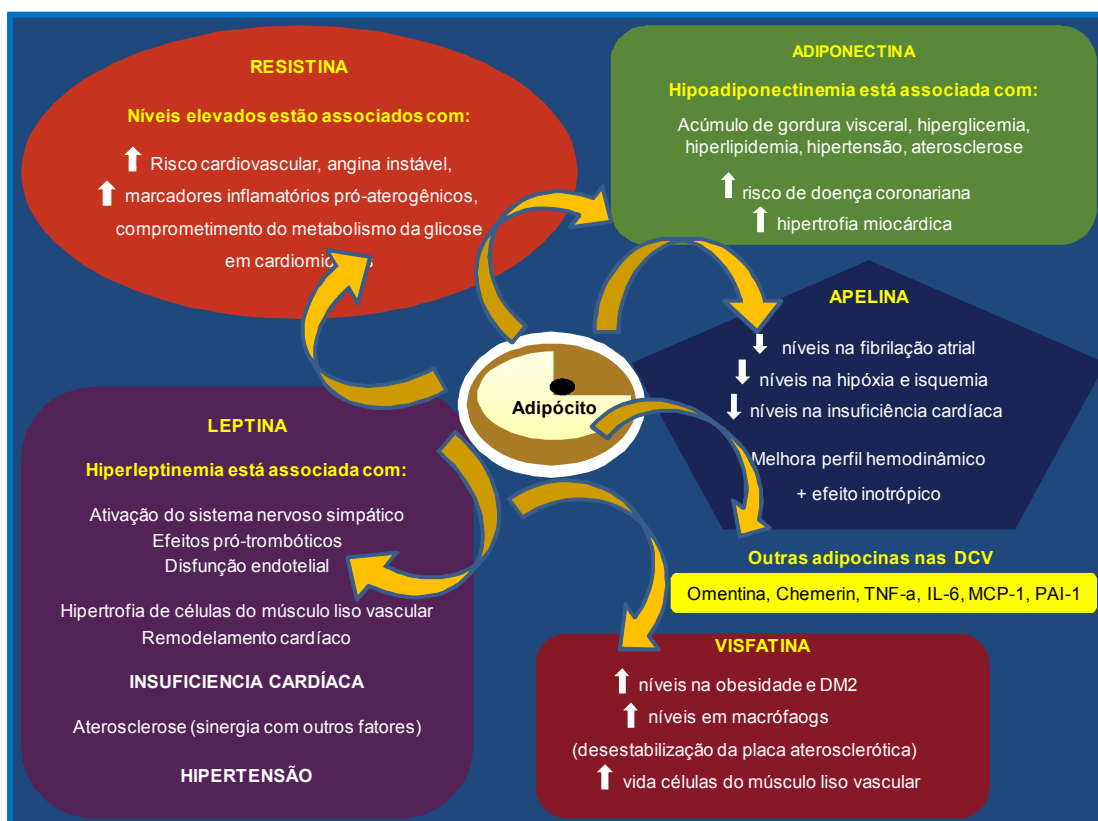 RESISTINA
Níveis elevados estão associados com:
⬆ Risco cardiovascular, angina instável,
⬆ marcadores inflamatórios pró-aterogênicos,
comprometimento do metabolismo da glicose
em
ADIPONECTINA
Hipoadiponectinemia está associada com:
Acúmulo de gordura visceral, hiperglicemia,
hiperlipidemia, hipertensão, aterosclerose
⬆ risco de doença coronariana
⬆ hipertrofia miocárdica
APELINA
⬇ níveis na fibrilação atrial
⬇ níveis na hipóxia e isquemia
⬇ níveis na insuficiência cardíaca
Melhora perfil hemodinâmico
+ efeito inotrópico
Adipócito
LEPTINA
Hiperleptinemia está associada com:
Ativação do sistema nervoso simpático
Efeitos pró-trombóticos
Disfunção endotelial
Hipertrofia de células do músculo liso vascular
Remodelamento cardíaco
INSUFICIENCIA CARDÍACA
Aterosclerose (sinergia com outros fatores)
HIPERTENSÃO
Outras adipocinas nas DCV
Omentina, Chemerin, TNF-a, IL-6, MCP-1, PAI-1
VISFATINA
⬆ níveis na obesidade e DM2
⬆ níveis em macrófaogs
(desestabilização da placa aterosclerótica)
⬆ vida células do músculo liso vascular